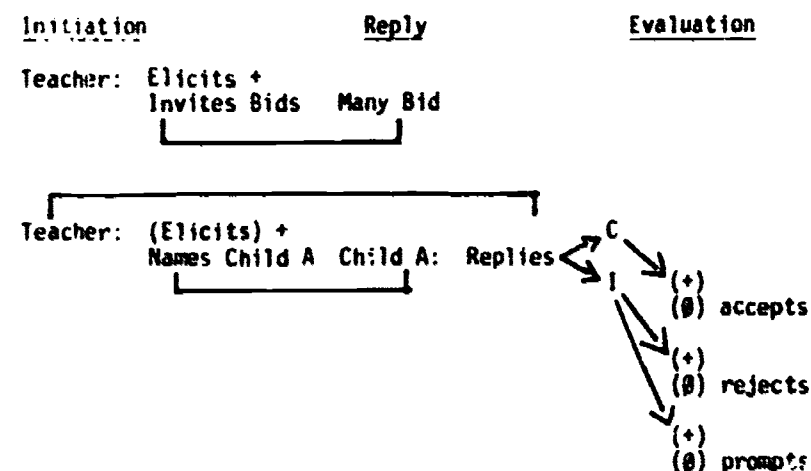 Initiation Reply Evaluation
Teacher: Elicits +
Invites Bids Many Bid
Teacher: (Elicits) +
Names Child A Child A: Replies
C
I
(+)
(Ø) accepts
(+)
(Ø) rejects
(+)
(Ø) prompts